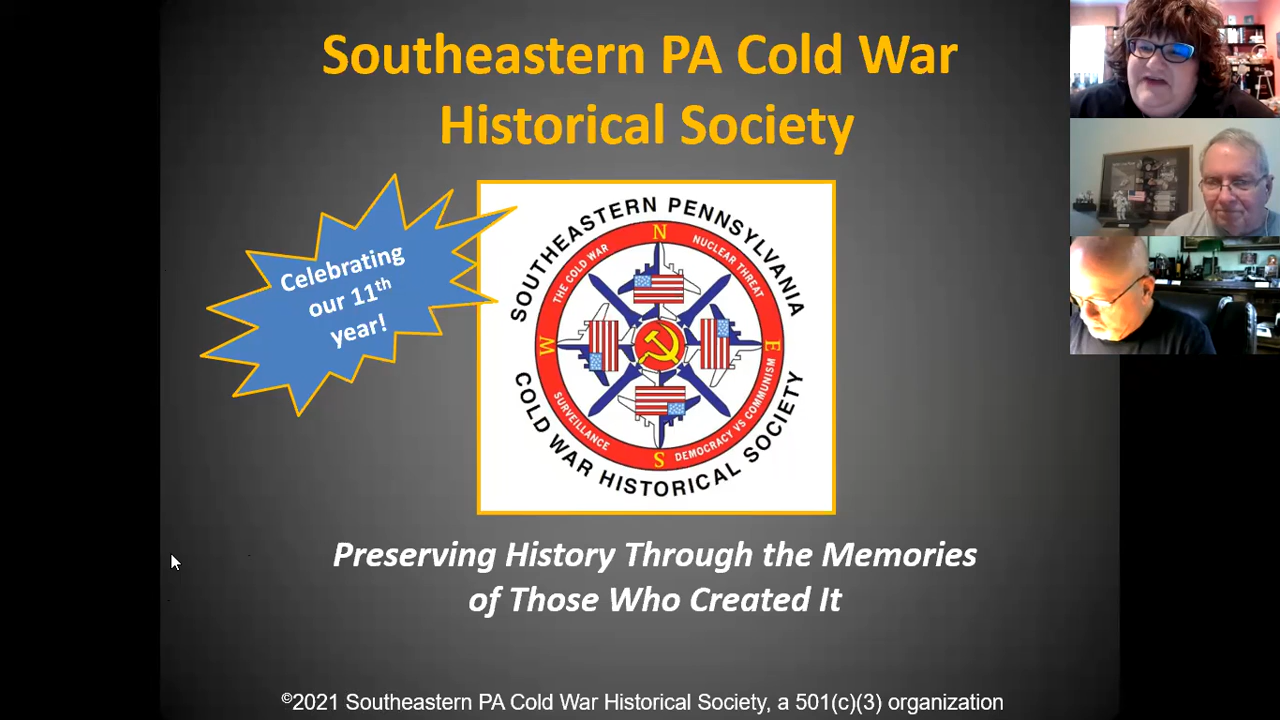 Southeastern PA Cold War
Historical Society
Celebrating
our 11th
year!
SOUTHEASTERN PENNSYLVANIA
N
THE COLD WAR
NUCLEAR THREAT
W
E
SURVEILLANCE
DEMOCRACY VS COMMUNISM
S
COLD WAR HISTORICAL SOCIETY
Preserving History Through the Memories
of Those Who Created It
©2021 Southeastern PA Cold War Historical Society, a 501(c)(3) organization